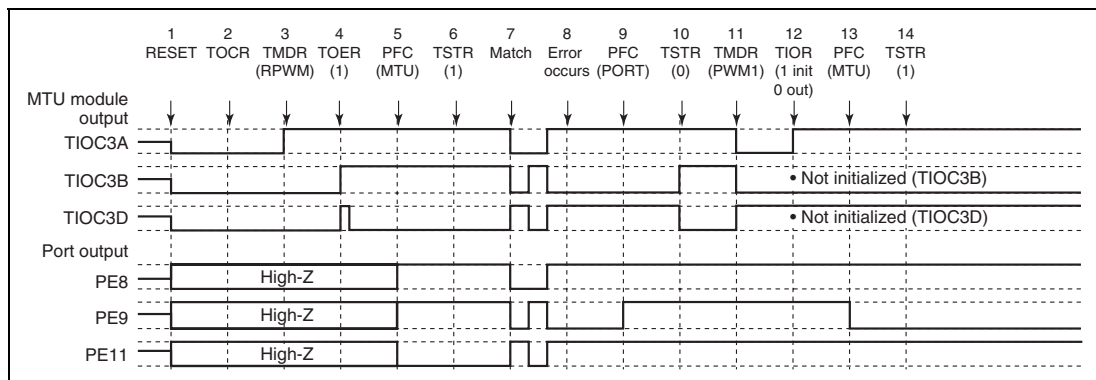 1 2 3 4 5 6 7 8 9 10 11 12 13 14
RESET TOCR TMDR TOER PFC TSTR Match Error PFC TSTR TMDR TIOR PFC TSTR
(RPWM) (1) (MTU) (1) occurs (PORT) (0) (PWM1) (1 init (MTU) (1)
0 out)
MTU module
output
TIOC3A
TIOC3B
• Not initialized (TIOC3B)
TIOC3D
• Not initialized (TIOC3D)
Port output
PE8
High-Z
PE9
High-Z
PE11
High-Z